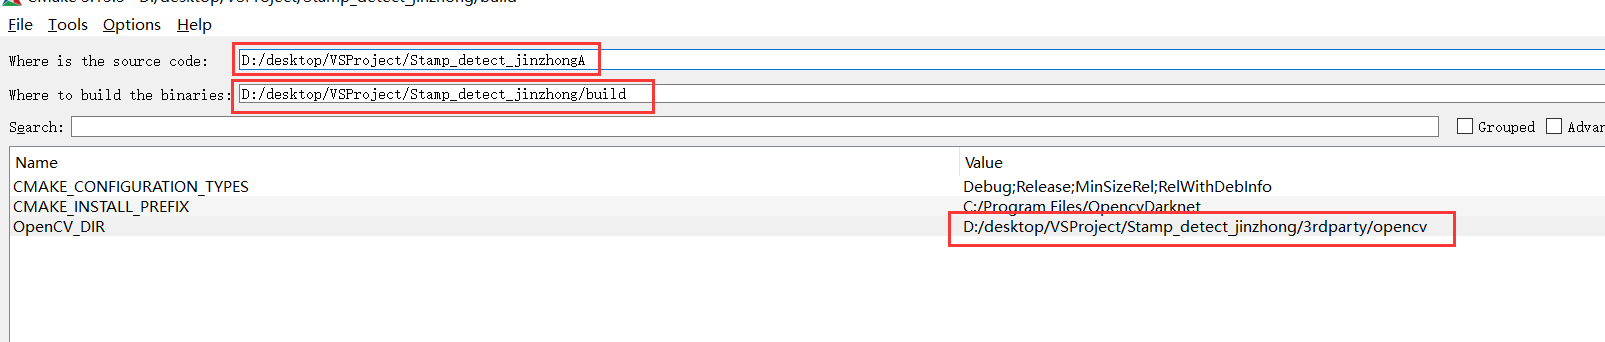 File Tools Options Help
Where is the source code: D:/desktop/VSProject/Stamp_detect_jinzhongA
Where to build the binaries: D:/desktop/VSProject/Stamp_detect_jinzhong/build
Search: Grouped
Name Value
CMAKE_CONFIGURATION_TYPES Debug;Release;MinSizeRel;RelWithDebInfo
CMAKE_INSTALL_PREFIX C:/Program Files/OpencvDarknet
OpenCV_DIR D:/desktop/VSProject/Stamp_detect_jinzhong/3rdparty/opencv